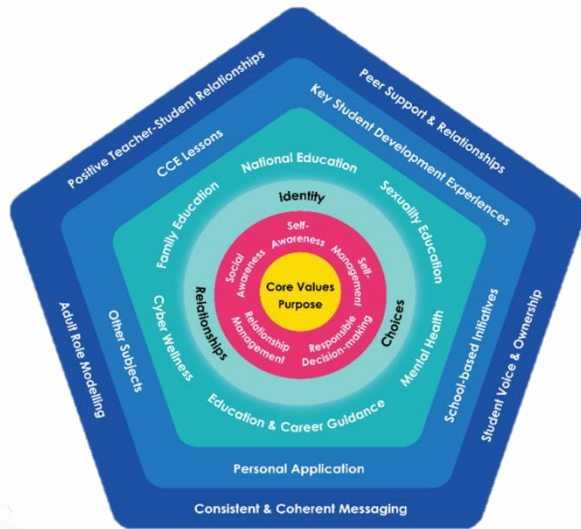 Positive Teacher-Student Relationships
Peer Support & Relationships
CCE Lessons
Key Student Development Experiences
National Education
Family Education
Sexuality Education
Identity
Self-
Awareness
Social
Awareness
Self-
Management
Core Values
Purpose
Relationships
Choices
Relationship
Management
Responsible
Decision-making
Cyber Wellness
Mental Health
Education & Career Guidance
Other Subjects
School-based Initiatives
Adult Role Modelling
Student Voice & Ownership
Personal Application
Consistent & Coherent Messaging